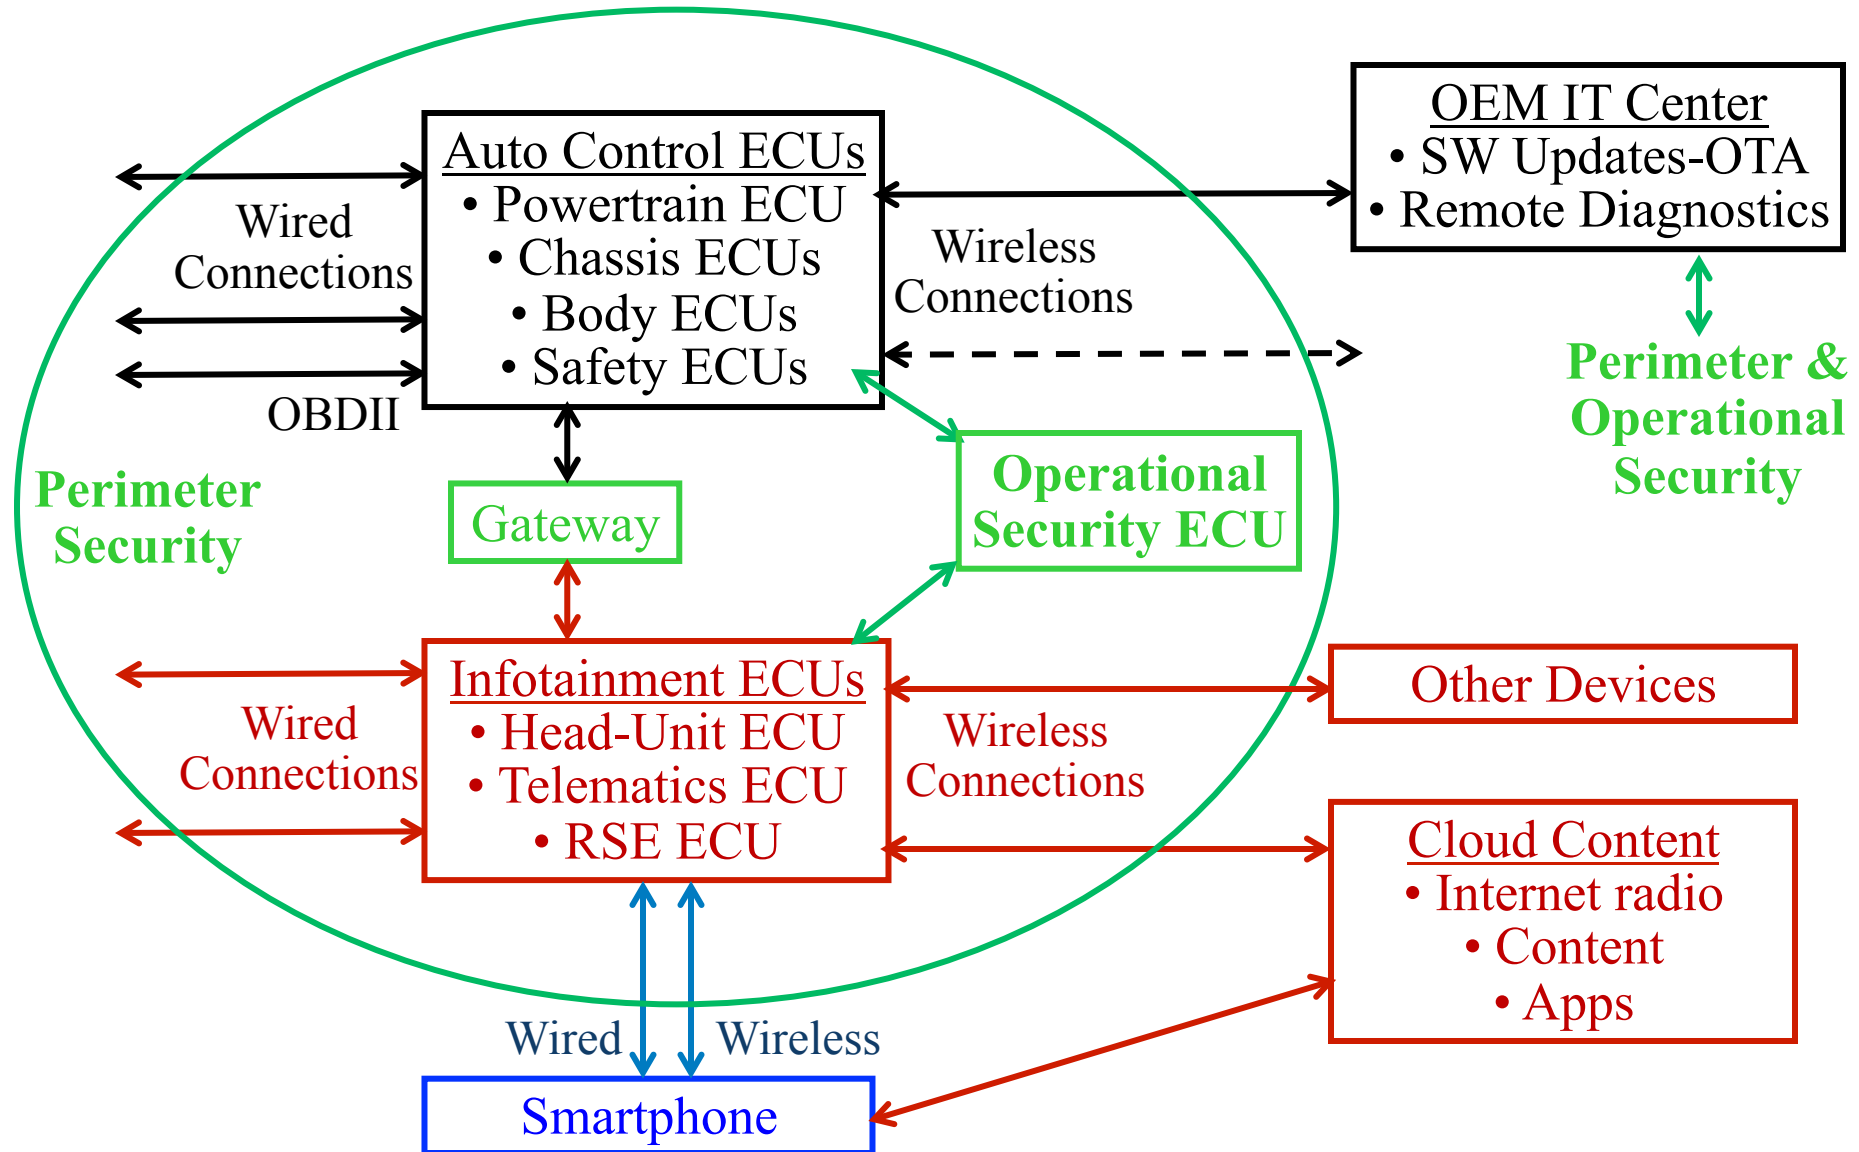 Auto Control ECUs
• Powertrain ECU
• Chassis ECUs
• Body ECUs
• Safety ECUs
OEM IT Center
• SW Updates-OTA
• Remote Diagnostics
Wired
Connections
OBDII
Wireless
Connections
Perimeter &
Operational
Security
Perimeter
Security
Gateway
Operational
Security ECU
Infotainment ECUs
• Head-Unit ECU
• Telematics ECU
• RSE ECU
Wired
Connections
Wireless
Connections
Other Devices
Cloud Content
• Internet radio
• Content
• Apps
Wired
Wireless
Smartphone